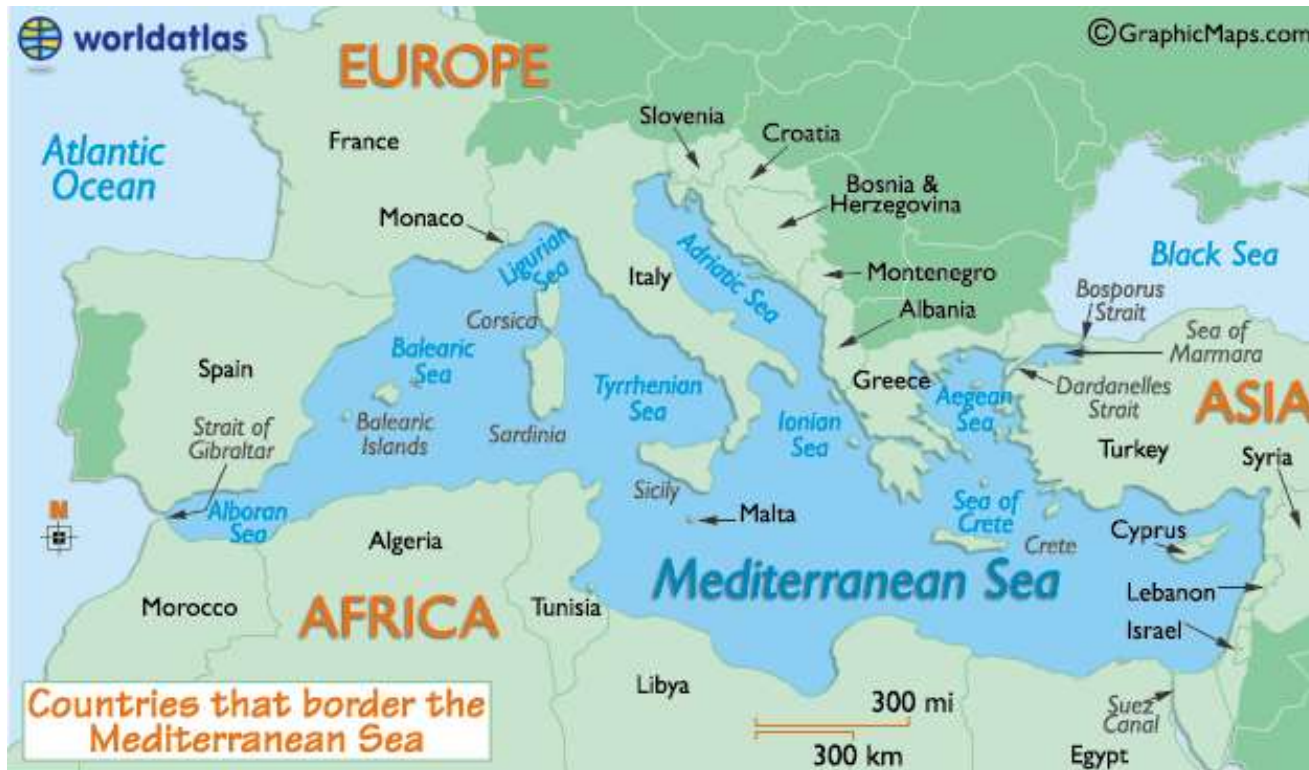 worldatlas
©GraphicMaps.com
EUROPE
Atlantic
Ocean
France
Slovenia
Croatia
Bosnia &
Herzegovina
Monaco
Ligurian
Sea
Italy
Adriatic Sea
Montenegro
Albania
Black Sea
Bosporus
Strait
Sea of
Marmara
Corsica
Balearic
Sea
Spain
Tyrrhenian
Sea
Greece
Aegean
Sea
Dardanelles
Strait
ASIA
Strait of
Gibraltar
Balearic
Islands
Sardinia
Ionian
Sea
Turkey
Syria
Sicily
Malta
Sea of
Crete
Crete
Cyprus
N
Alboran
Sea
Algeria
Mediterranean Sea
Lebanon
Morocco
AFRICA
Tunisia
Israel
Libya
300 mi
300 km
Suez
Canal
Egypt
Countries that border the
Mediterranean Sea